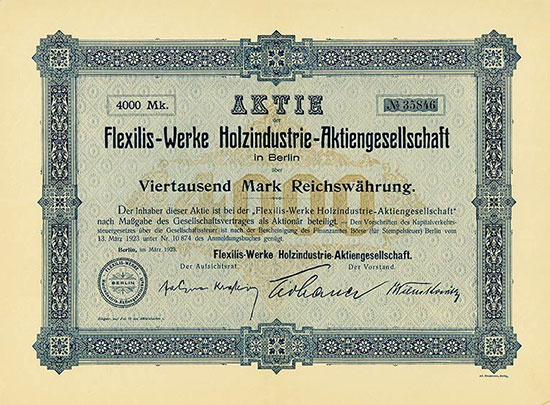 4000 Mk.
AKTIE
№ 35846
der
Flexilis-Werke Holzindustrie-Aktiengesellschaft
in Berlin
über
Viertausend Mark Reichswährung.
Der Inhaber dieser Aktie ist bei der „Flexilis-Werke Holzindustrie-Aktiengesellschaft“
nach Maßgabe des Gesellschaftsvertrages als Aktionär beteiligt. – Den Vorschriften des Kapitalverkehrs-
steuergesetzes über die Gesellschaftssteuer ist nach der Bescheinigung des Finanzamtes Börse (für Stempelsteuer) Berlin vom
13. März 1923 unter Nr. 10 874 des Anmeldungsbuches genügt.
Berlin, im März 1923.
Flexilis-Werke Holzindustrie-Aktiengesellschaft.
Der Aufsichtsrat.
Der Vorstand.
FLEXILIS-WERKE
BERLIN